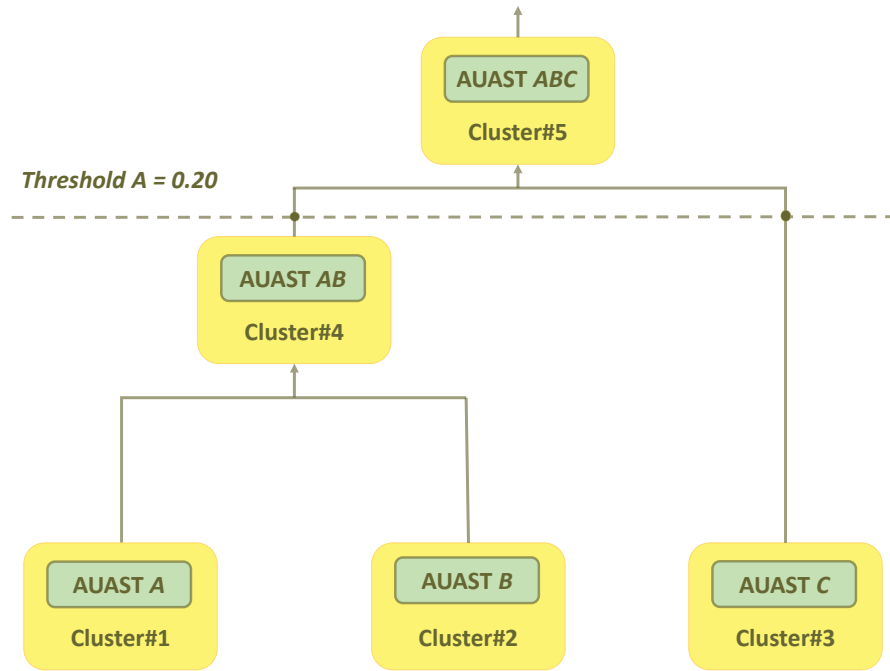 AUAST ABC
Cluster#5
Threshold A = 0.20
AUAST AB
Cluster#4
AUAST A
Cluster#1
AUAST B
Cluster#2
AUAST C
Cluster#3